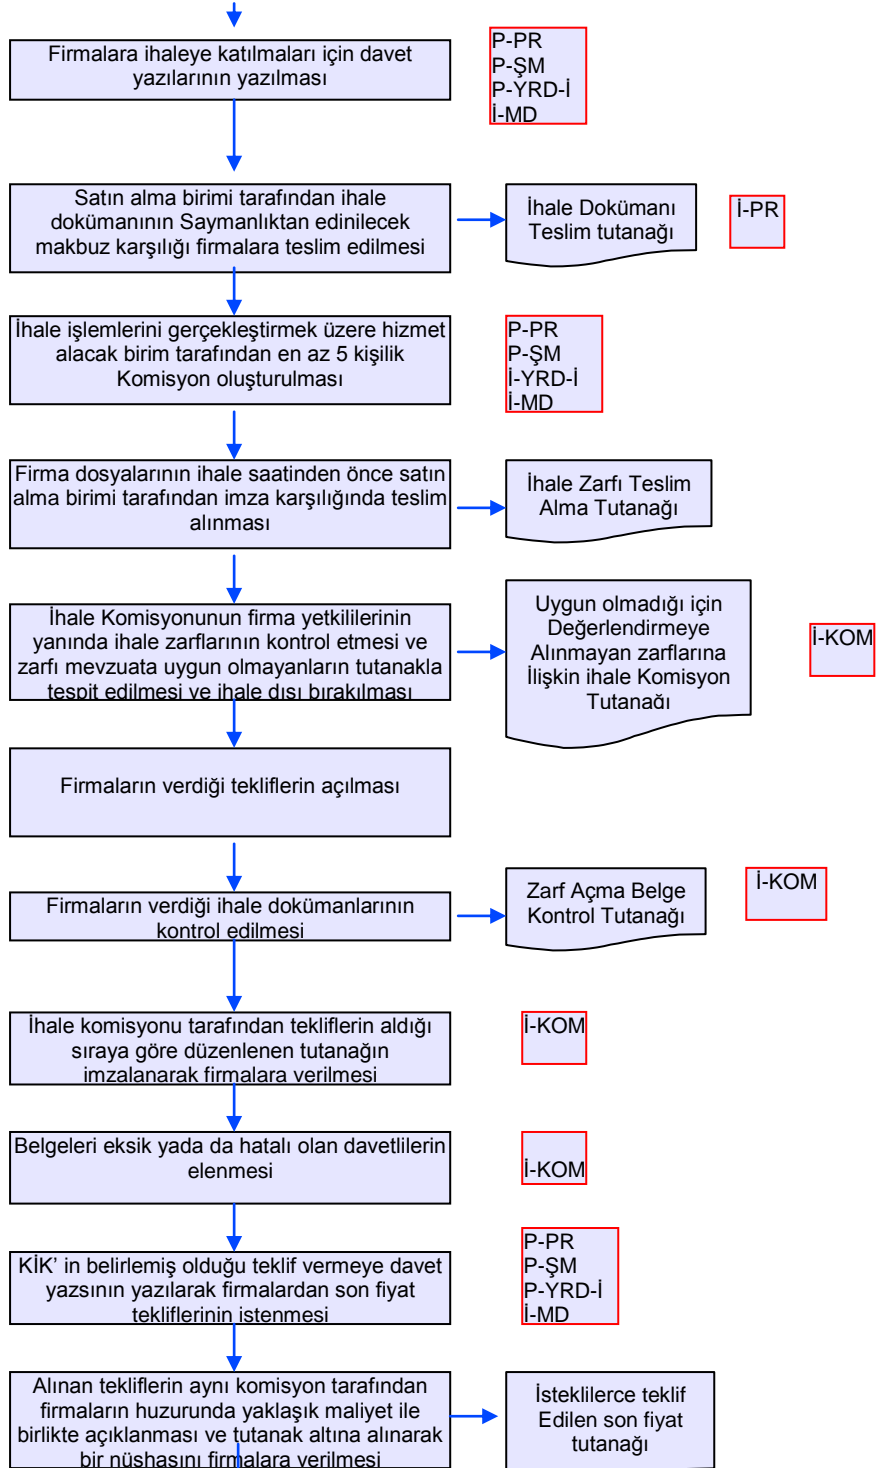 Firmalara ihaleye katılmaları için davet
yazılarının yazılması
P-PR
P-ŞM
P-YRD-İ
İ-MD
Satın alma birimi tarafından ihale
dokümanının Saymanlıktan edinilecek
makbuz karşılığı firmalara teslim edilmesi
İhale Dokümanı
Teslim tutanağı
İ-PR
İhale işlemlerini gerçekleştirmek üzere hizmet
alacak birim tarafından en az 5 kişilik
Komisyon oluşturulması
P-PR
P-ŞM
İ-YRD-İ
İ-MD
Firma dosyalarının ihale saatinden önce satın
alma birimi tarafından imza karşılığında teslim
alınması
İhale Zarfı Teslim
Alma Tutanağı
İhale Komisyonunun firma yetkililerinin
yanında ihale zarflarının kontrol etmesi ve
zarfı mevzuata uygun olmayanların tutanakla
tespit edilmesi ve ihale dışı bırakılması
Uygun olmadığı için
Değerlendirmeye
Alınmayan zarflarına
İlişkin ihale Komisyon
Tutanağı
İ-KOM
Firmaların verdiği tekliflerin açılması
Firmaların verdiği ihale dokümanlarının
kontrol edilmesi
Zarf Açma Belge
Kontrol Tutanağı
İ-KOM
İhale komisyonu tarafından tekliflerin aldığı
sıraya göre düzenlenen tutanağın
imzalanarak firmalara verilmesi
İ-KOM
Belgeleri eksik yada da hatalı olan davetlilerin
elenmesi
İ-KOM
KİK’ in belirlemiş olduğu teklif vermeye davet
yazsının yazılarak firmalardan son fiyat
tekliflerinin istenmesi
P-PR
P-ŞM
P-YRD-İ
İ-MD
Alınan tekliflerin aynı komisyon tarafından
firmaların huzurunda yaklaşık maliyet ile
birlikte açıklanması ve tutanak altına alınarak
bir nüshasını firmalara verilmesi
İsteklilerce teklif
Edilen son fiyat
tutanağı